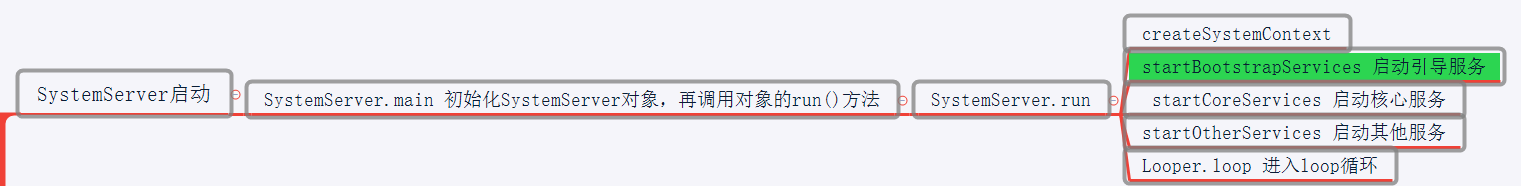 SystemServer启动
SystemServer.main 初始化SystemServer对象，再调用对象的run()方法
SystemServer.run
createSystemContext
startBootstrapServices 启动引导服务
startCoreServices 启动核心服务
startOtherServices 启动其他服务
Looper.loop 进入loop循环